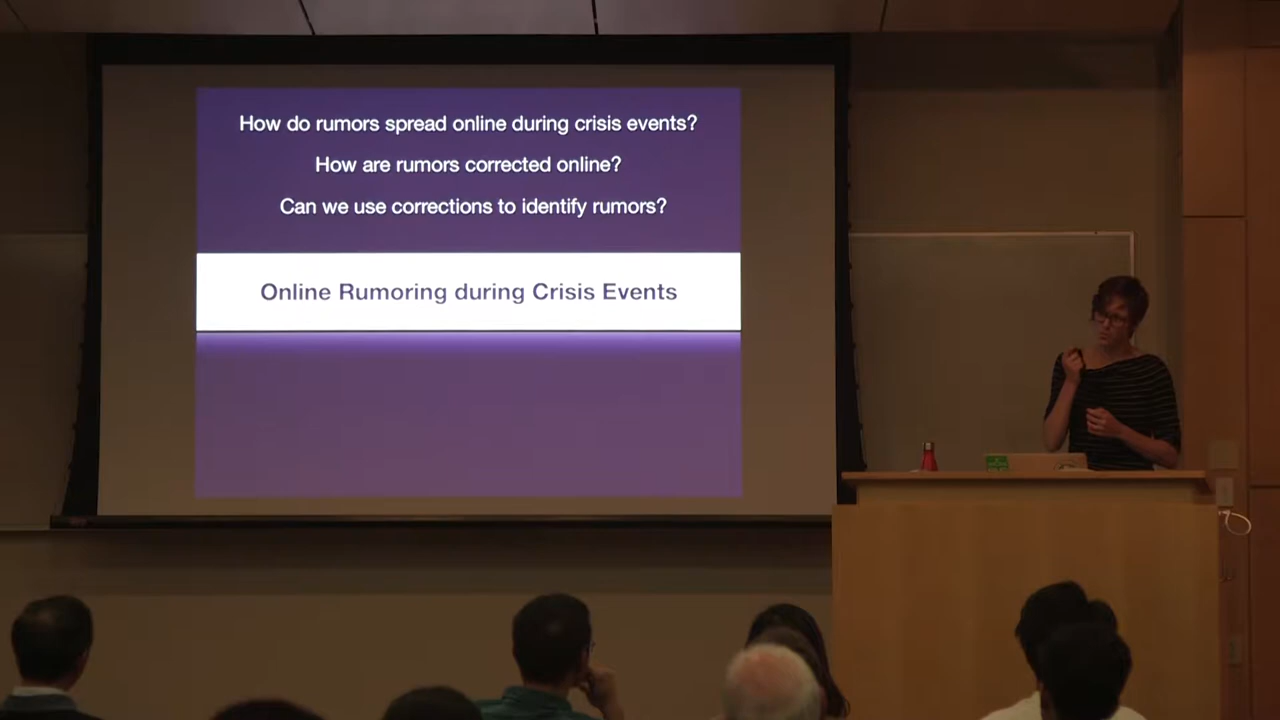 How do rumors spread online during crisis events?
How are rumors corrected online?
Can we use corrections to identify rumors?
Online Rumoring during Crisis Events